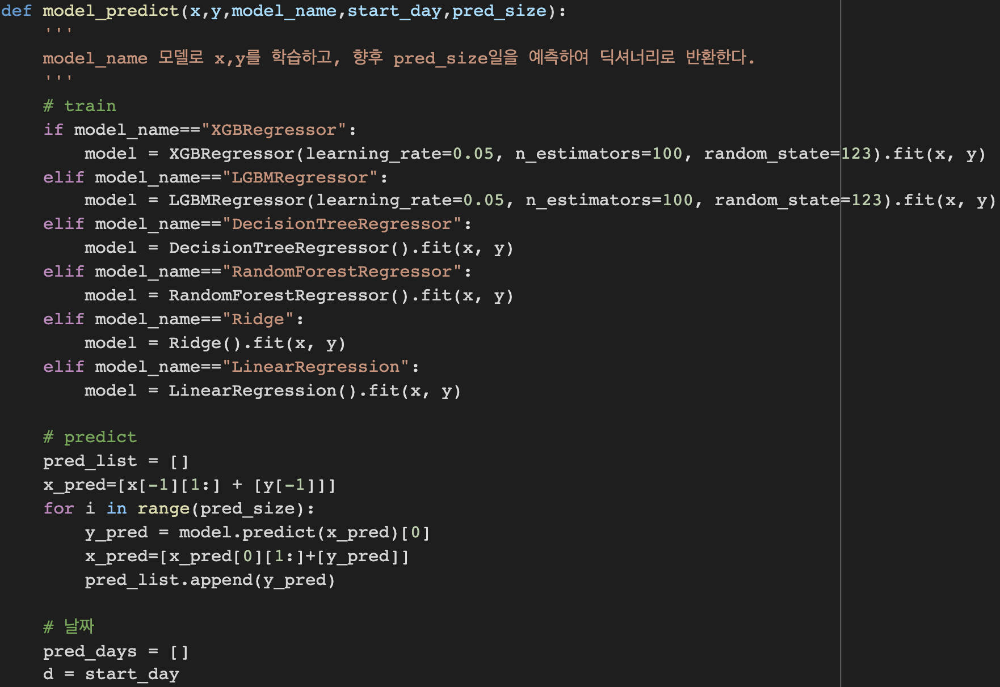 def model_predict(x,y,model_name,start_day,pred_size):
    '''
    model_name 모델로 x,y를 학습하고, 향후 pred_size일을 예측하여 딕셔너리로 반환한다.
    '''
    # train
    if model_name=="XGBRegressor":
        model = XGBRegressor(learning_rate=0.05, n_estimators=100, random_state=123).fit(x, y)
    elif model_name=="LGBMRegressor":
        model = LGBMRegressor(learning_rate=0.05, n_estimators=100, random_state=123).fit(x, y)
    elif model_name=="DecisionTreeRegressor":
        model = DecisionTreeRegressor().fit(x, y)
    elif model_name=="RandomForestRegressor":
        model = RandomForestRegressor().fit(x, y)
    elif model_name=="Ridge":
        model = Ridge().fit(x, y)
    elif model_name=="LinearRegression":
        model = LinearRegression().fit(x, y)

    # predict
    pred_list = []
    x_pred=[x[-1][1:] + [y[-1]]]
    for i in range(pred_size):
        y_pred = model.predict(x_pred)[0]
        x_pred=[x_pred[0][1:]+[y_pred]]
        pred_list.append(y_pred)

    # 날짜
    pred_days = []
    d = start_day